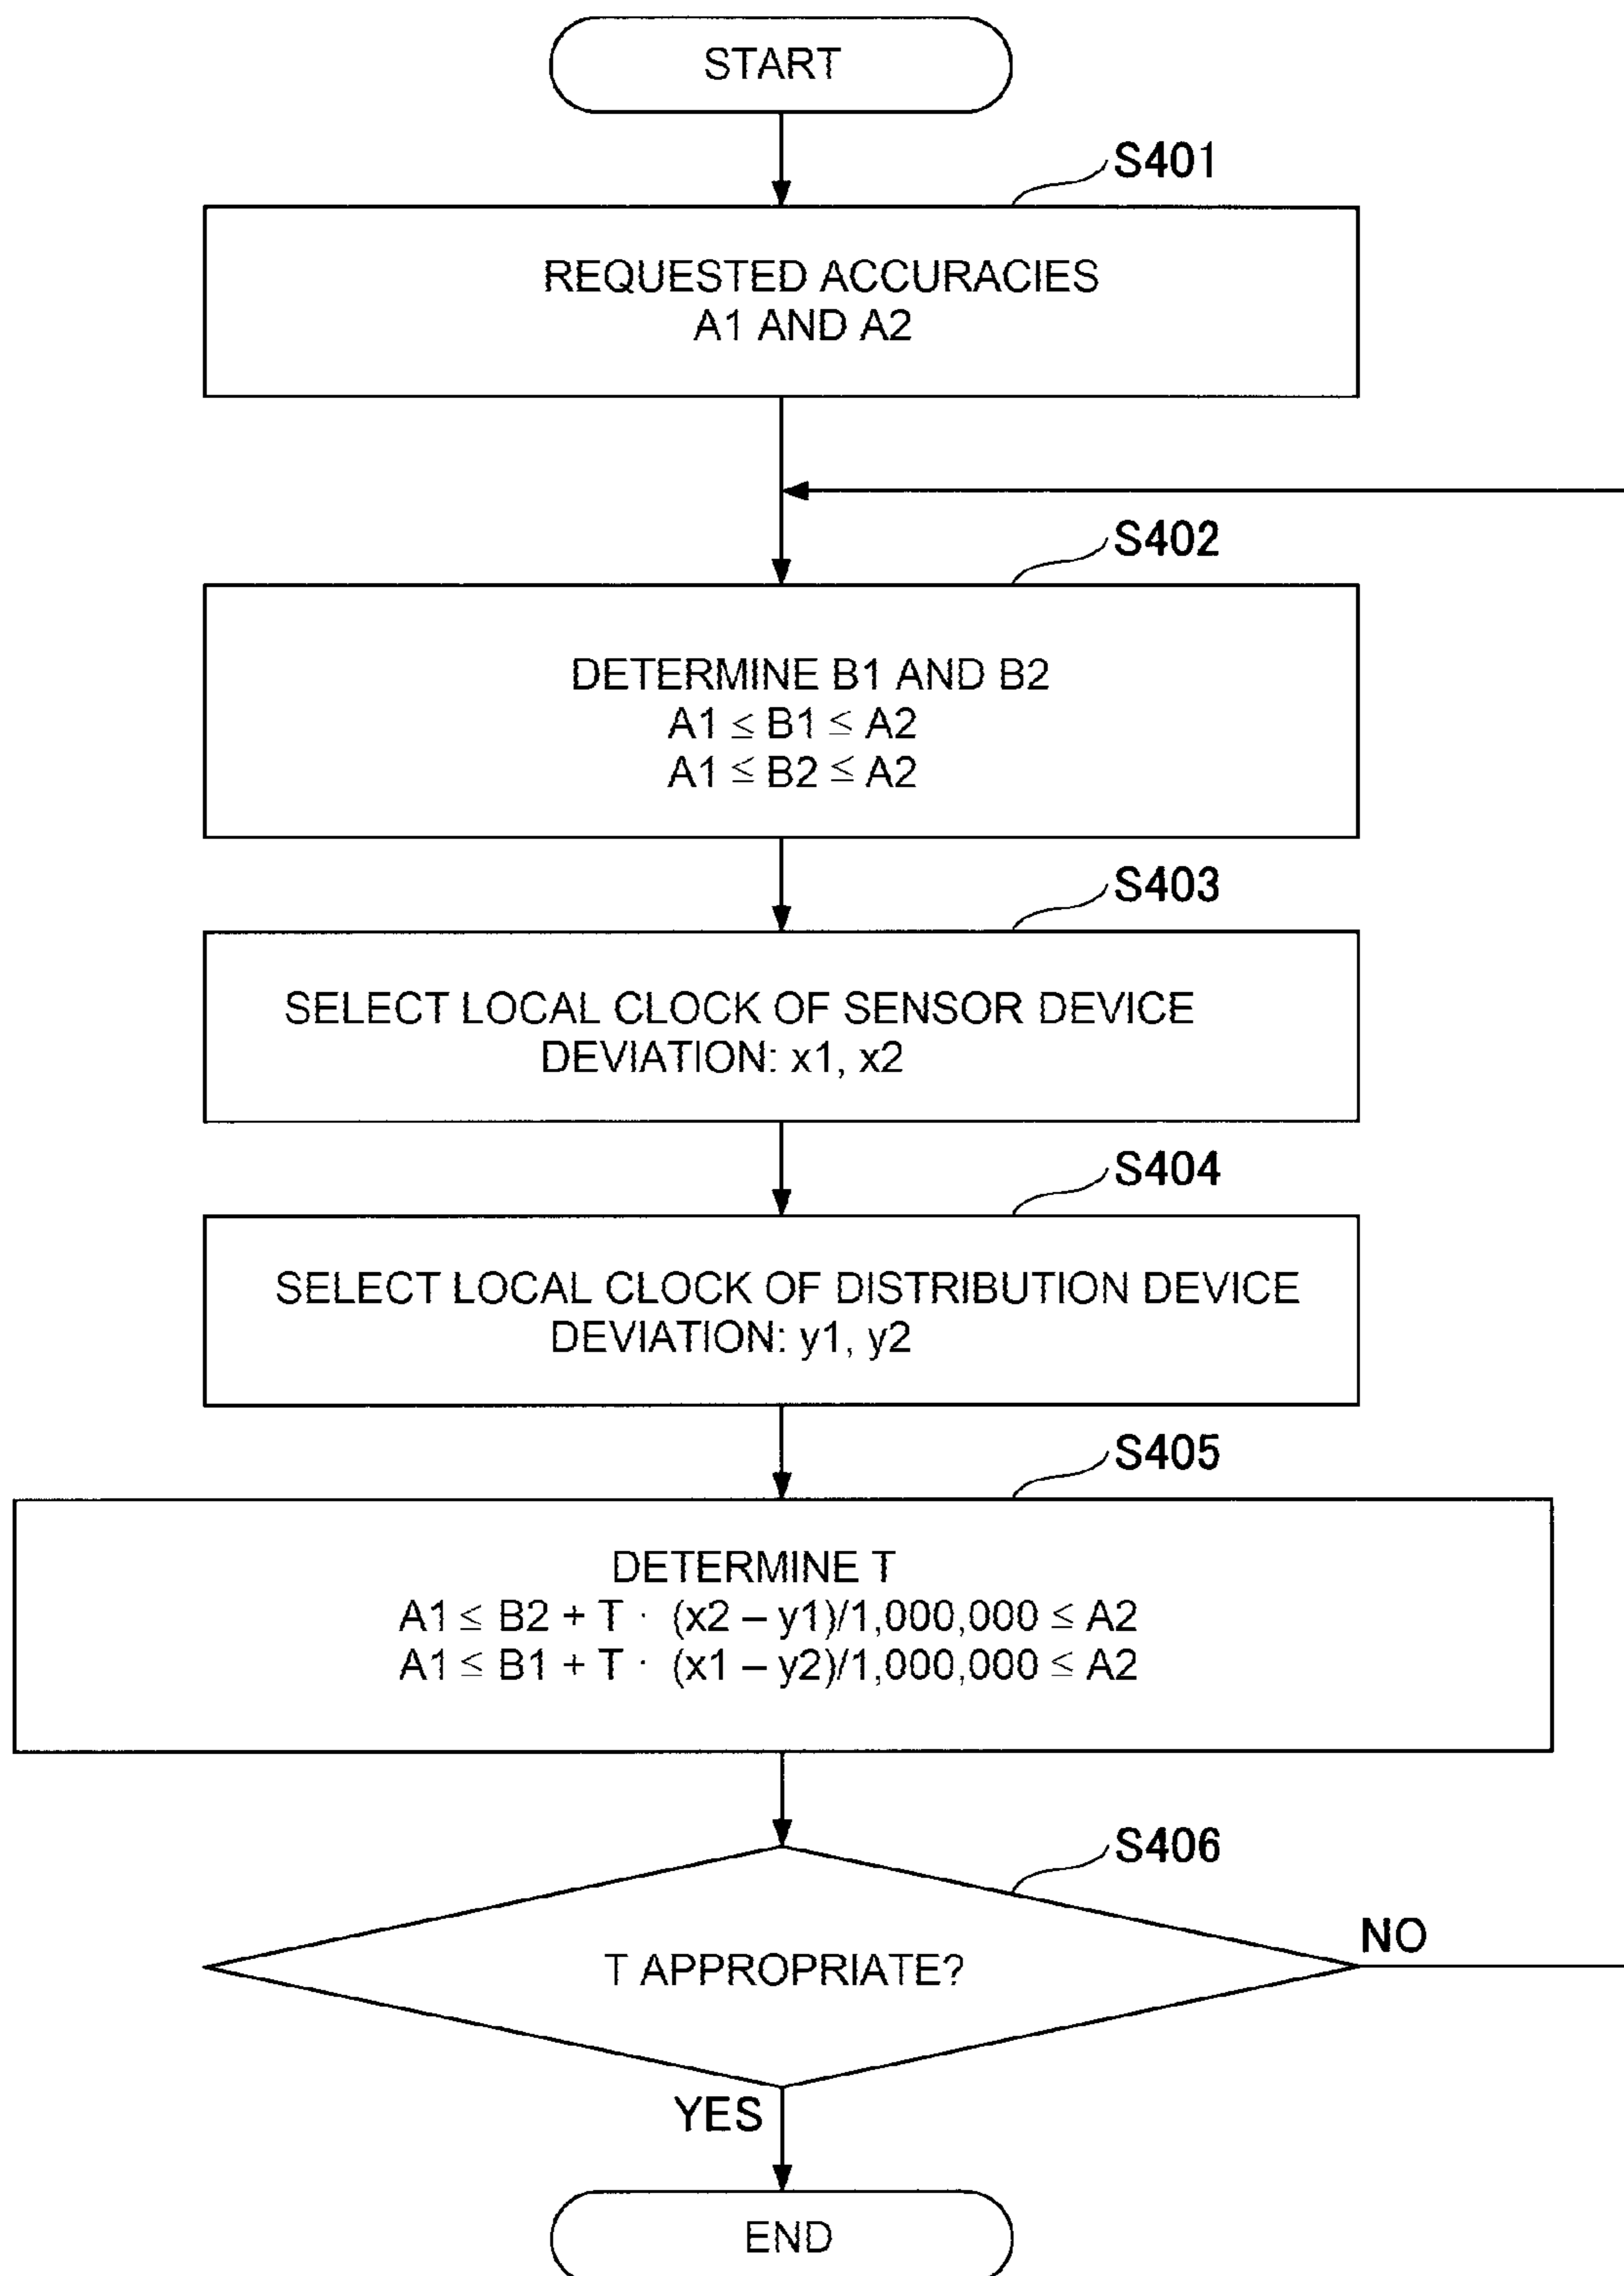 START
S401
REQUESTED ACCURACIES
A1 AND A2
S402
DETERMINE B1 AND B2
A1 ≦ B1 ≦ A2
A1 ≦ B2 ≦ A2
S403
SELECT LOCAL CLOCK OF SENSOR DEVICE
DEVIATION: x1, x2
S404
SELECT LOCAL CLOCK OF DISTRIBUTION DEVICE
DEVIATION: y1, y2
S405
DETERMINE T
A1 ≦ B2 + T · (x2 – y1)/1,000,000 ≦ A2
A1 ≦ B1 + T · (x1 – y2)/1,000,000 ≦ A2
S406
T APPROPRIATE?
NO
YES
END